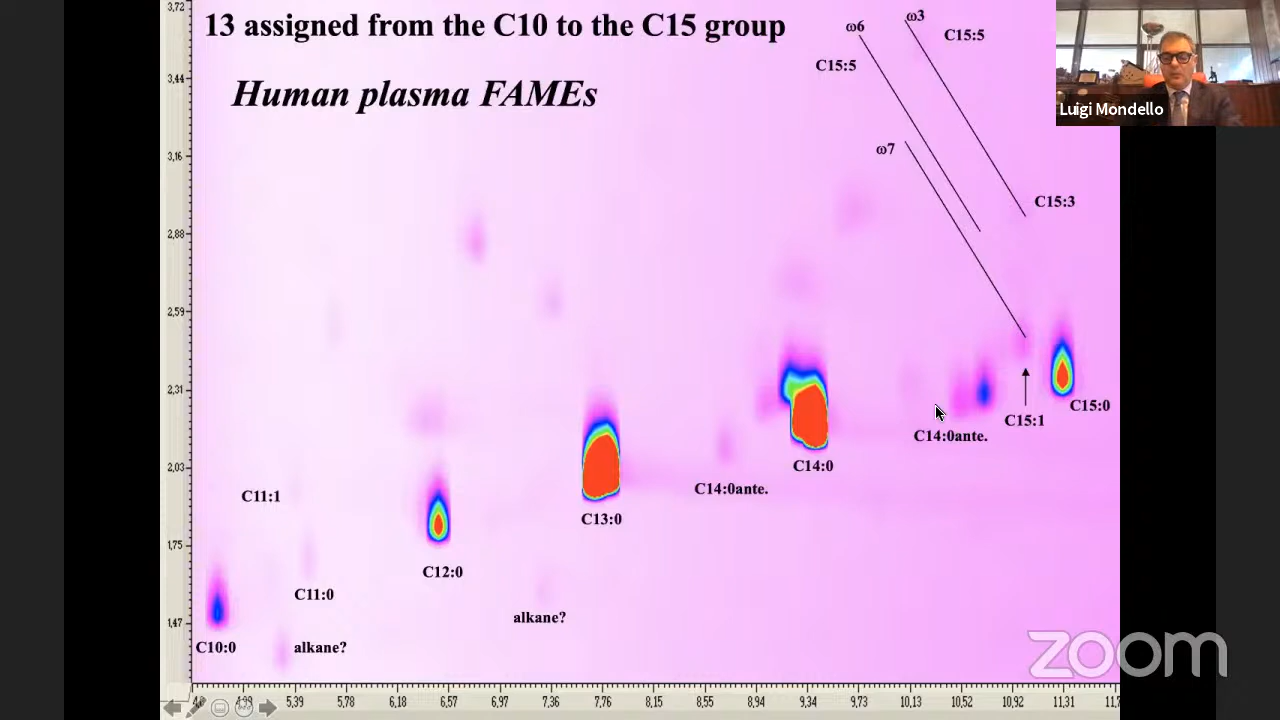 13 assigned from the C10 to the C15 group
Human plasma FAMEs
ω6
ω3
C15:5
C15:5
ω7
C15:3
Luigi Mondello
C15:0
C15:1
C14:0ante.
C14:0
C14:0ante.
C13:0
C11:1
C12:0
C11:0
alkane?
C10:0
alkane?
3,72
3,44
3,16
2,88
2,59
2,31
2,03
1,75
1,47
5,39 5,78 6,18 6,57 6,97 7,36 7,76 8,15 8,55 8,94 9,34 9,73 10,13 10,52 10,92 11,31
zoom